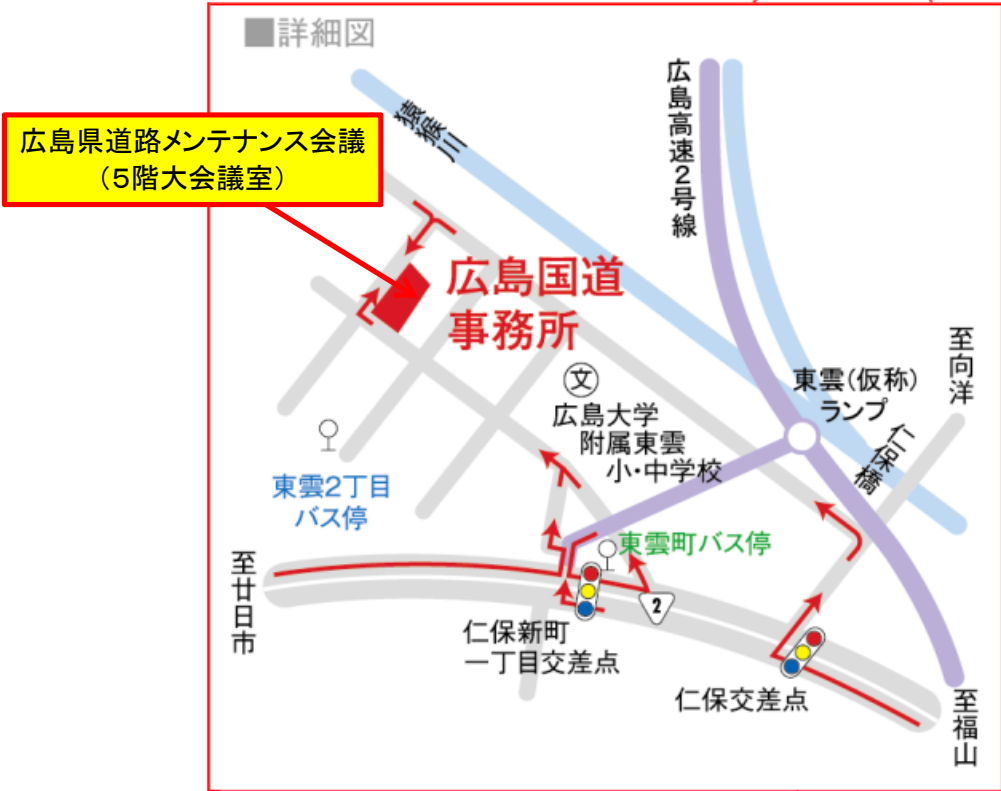 ■詳細図
広島県道路メンテナンス会議
（5階大会議室）
猿猴川
広島高速2号線
広島国道
事務所
至向洋
東雲(仮称)
ランプ
仁保橋
文
広島大学
附属東雲
小・中学校
東雲2丁目
バス停
東雲町バス停
至廿日市
2
仁保新町
一丁目交差点
仁保交差点
至福山